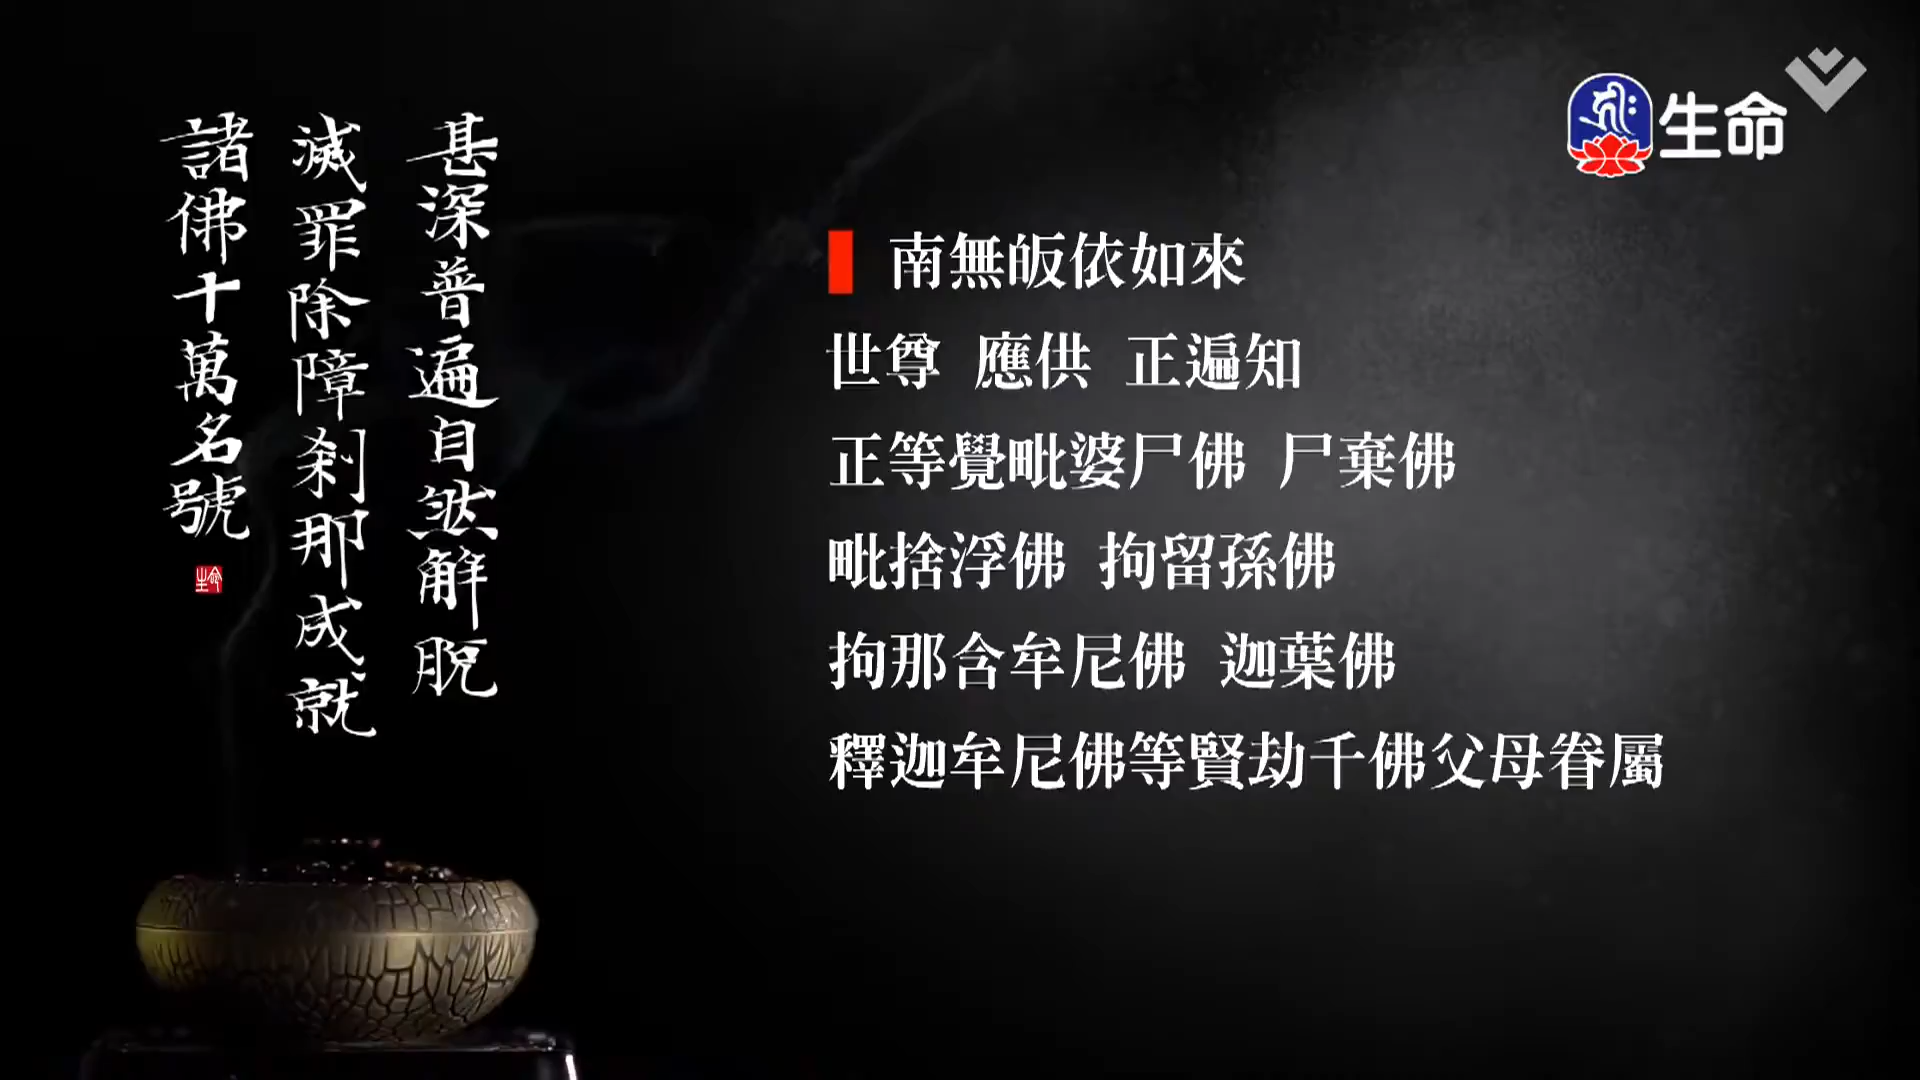 甚深普遍自然解脫
滅罪除障剎那成就
諸佛十萬名號
生命
生命
南無皈依如來
世尊 應供 正遍知
正等覺毗婆尸佛 尸棄佛
毗捨浮佛 拘留孫佛
拘那含牟尼佛 迦葉佛
釋迦牟尼佛等賢劫千佛父母眷屬